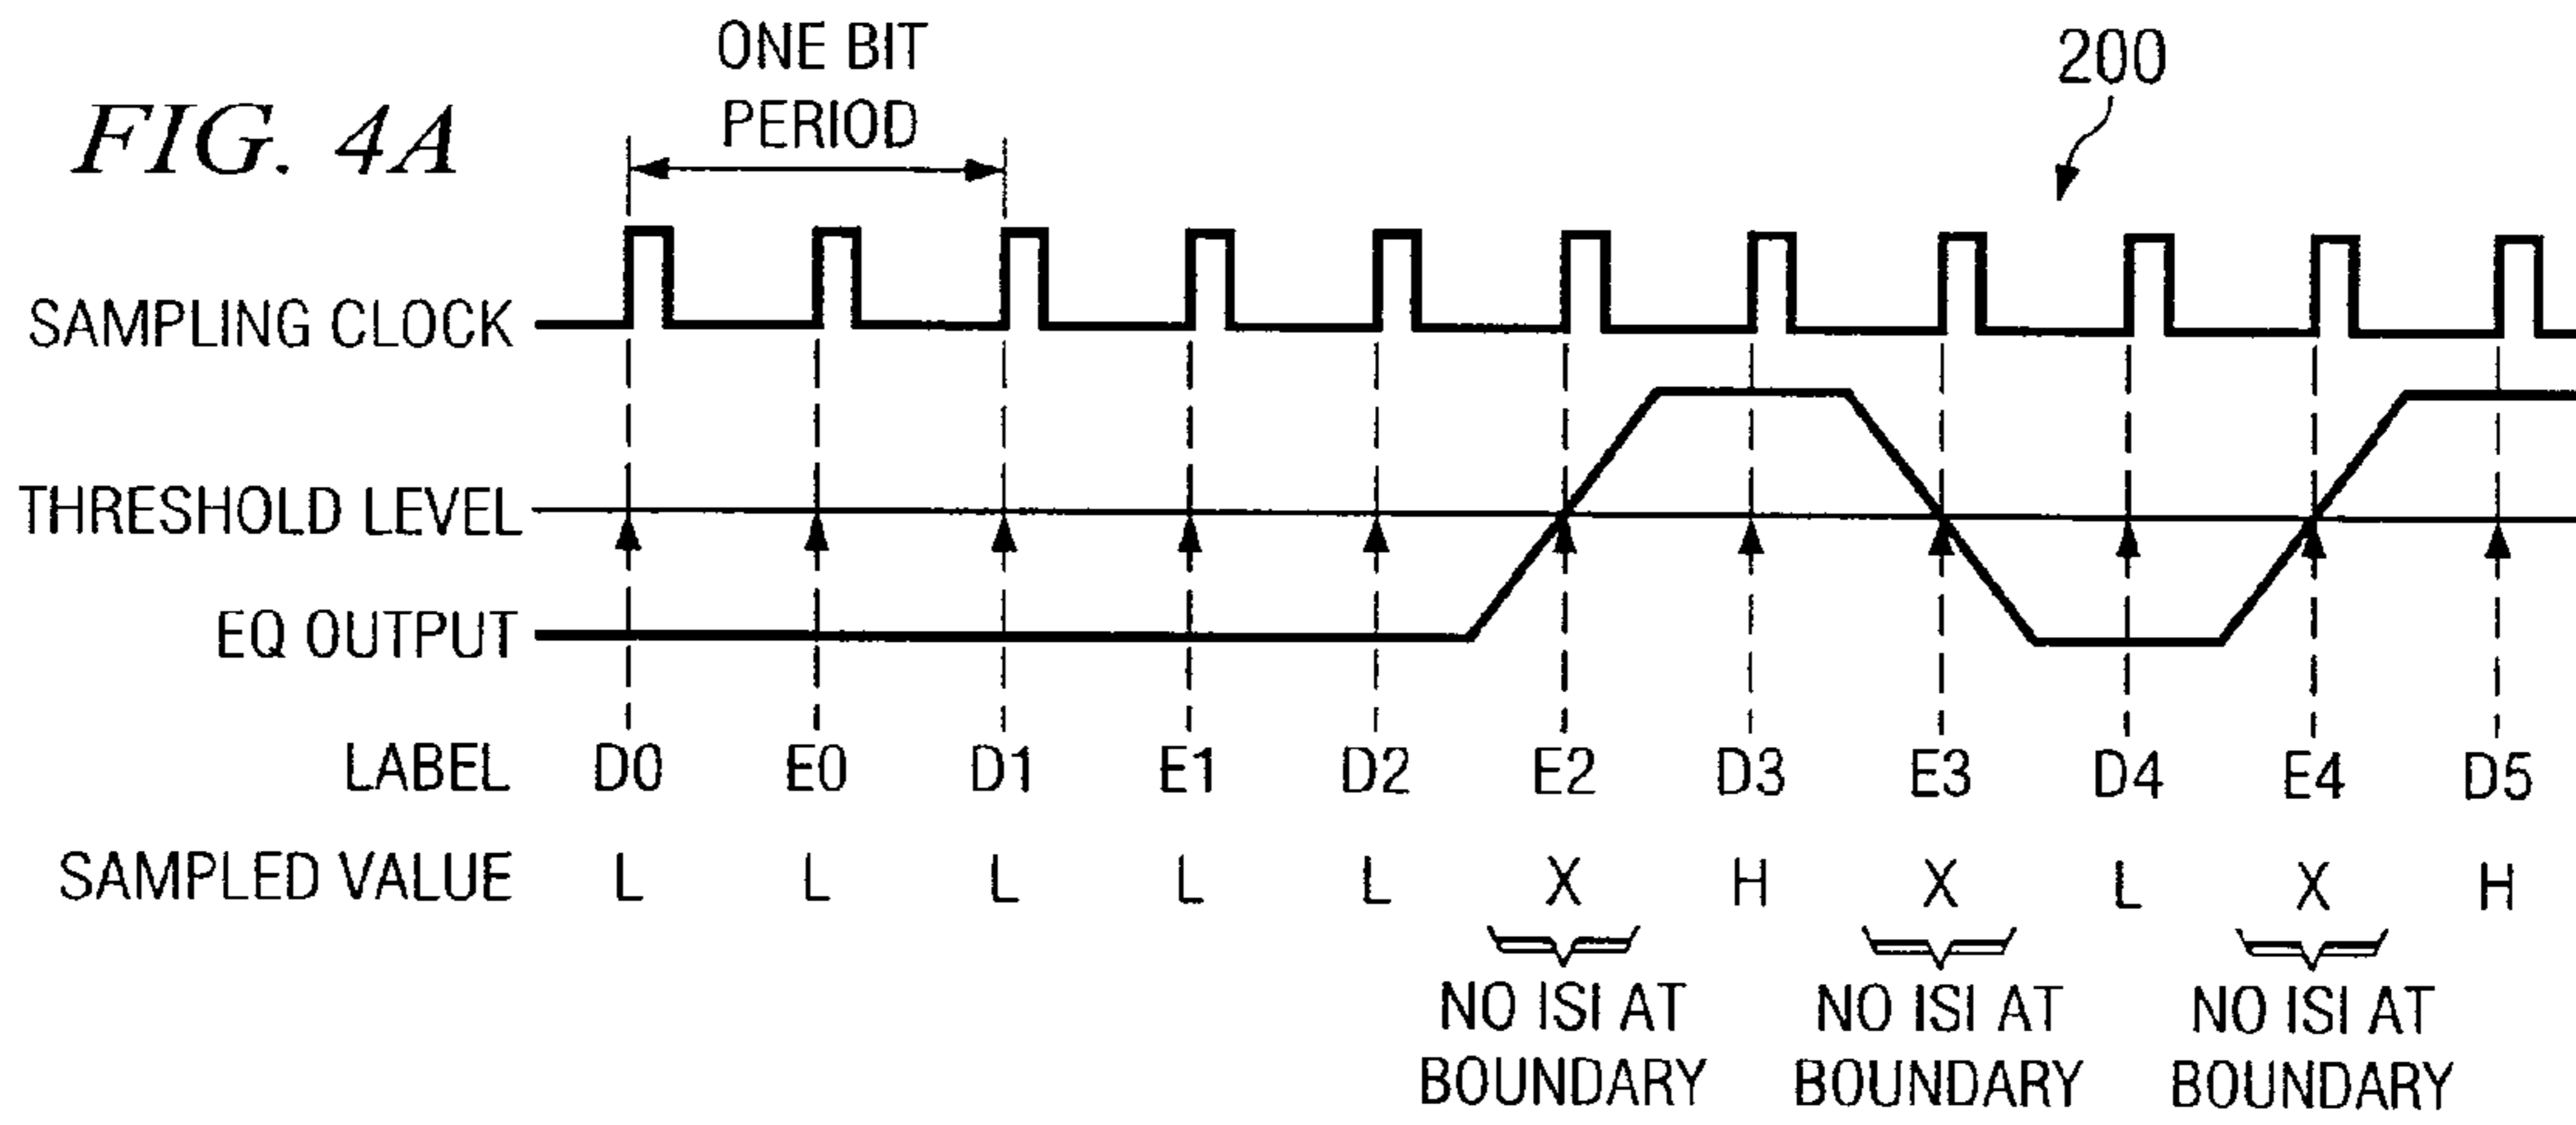 FIG. 4A
ONE BIT
PERIOD
200
SAMPLING CLOCK
THRESHOLD LEVEL
EQ OUTPUT
LABEL D0 E0 D1 E1 D2 E2 D3 E3 D4 E4 D5
SAMPLED VALUE L L L L L X H X L X H
NO ISI AT BOUNDARY
NO ISI AT BOUNDARY
NO ISI AT BOUNDARY